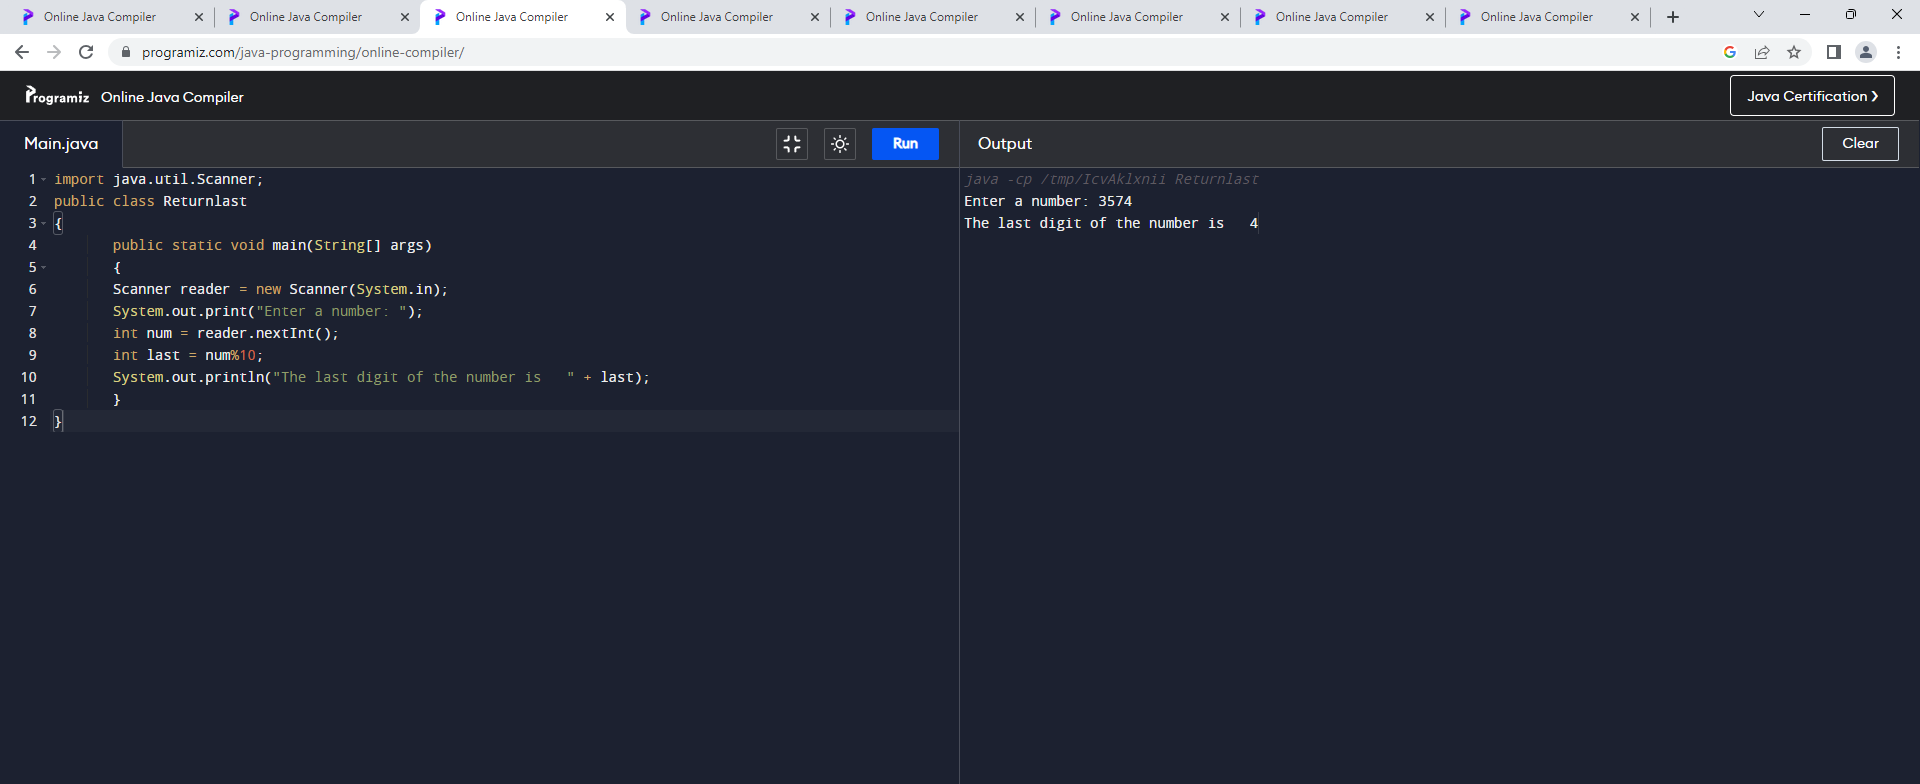 Online Java Compiler Online Java Compiler Online Java Compiler Online Java Compiler Online Java Compiler Online Java Compiler Online Java Compiler Online Java Compiler
programiz.com/java-programming/online-compiler/
Programiz Online Java Compiler Java Certification ❯
Main.java Run Output Clear
1 import java.util.Scanner;
2 public class Returnlast
3 {
4 public static void main(String[] args)
5 {
6 Scanner reader = new Scanner(System.in);
7 System.out.print("Enter a number: ");
8 int num = reader.nextInt();
9 int last = num%10;
10 System.out.println("The last digit of the number is   " + last);
11 }
12 }
java -cp /tmp/IcvAklxnii Returnlast
Enter a number: 3574
The last digit of the number is   4